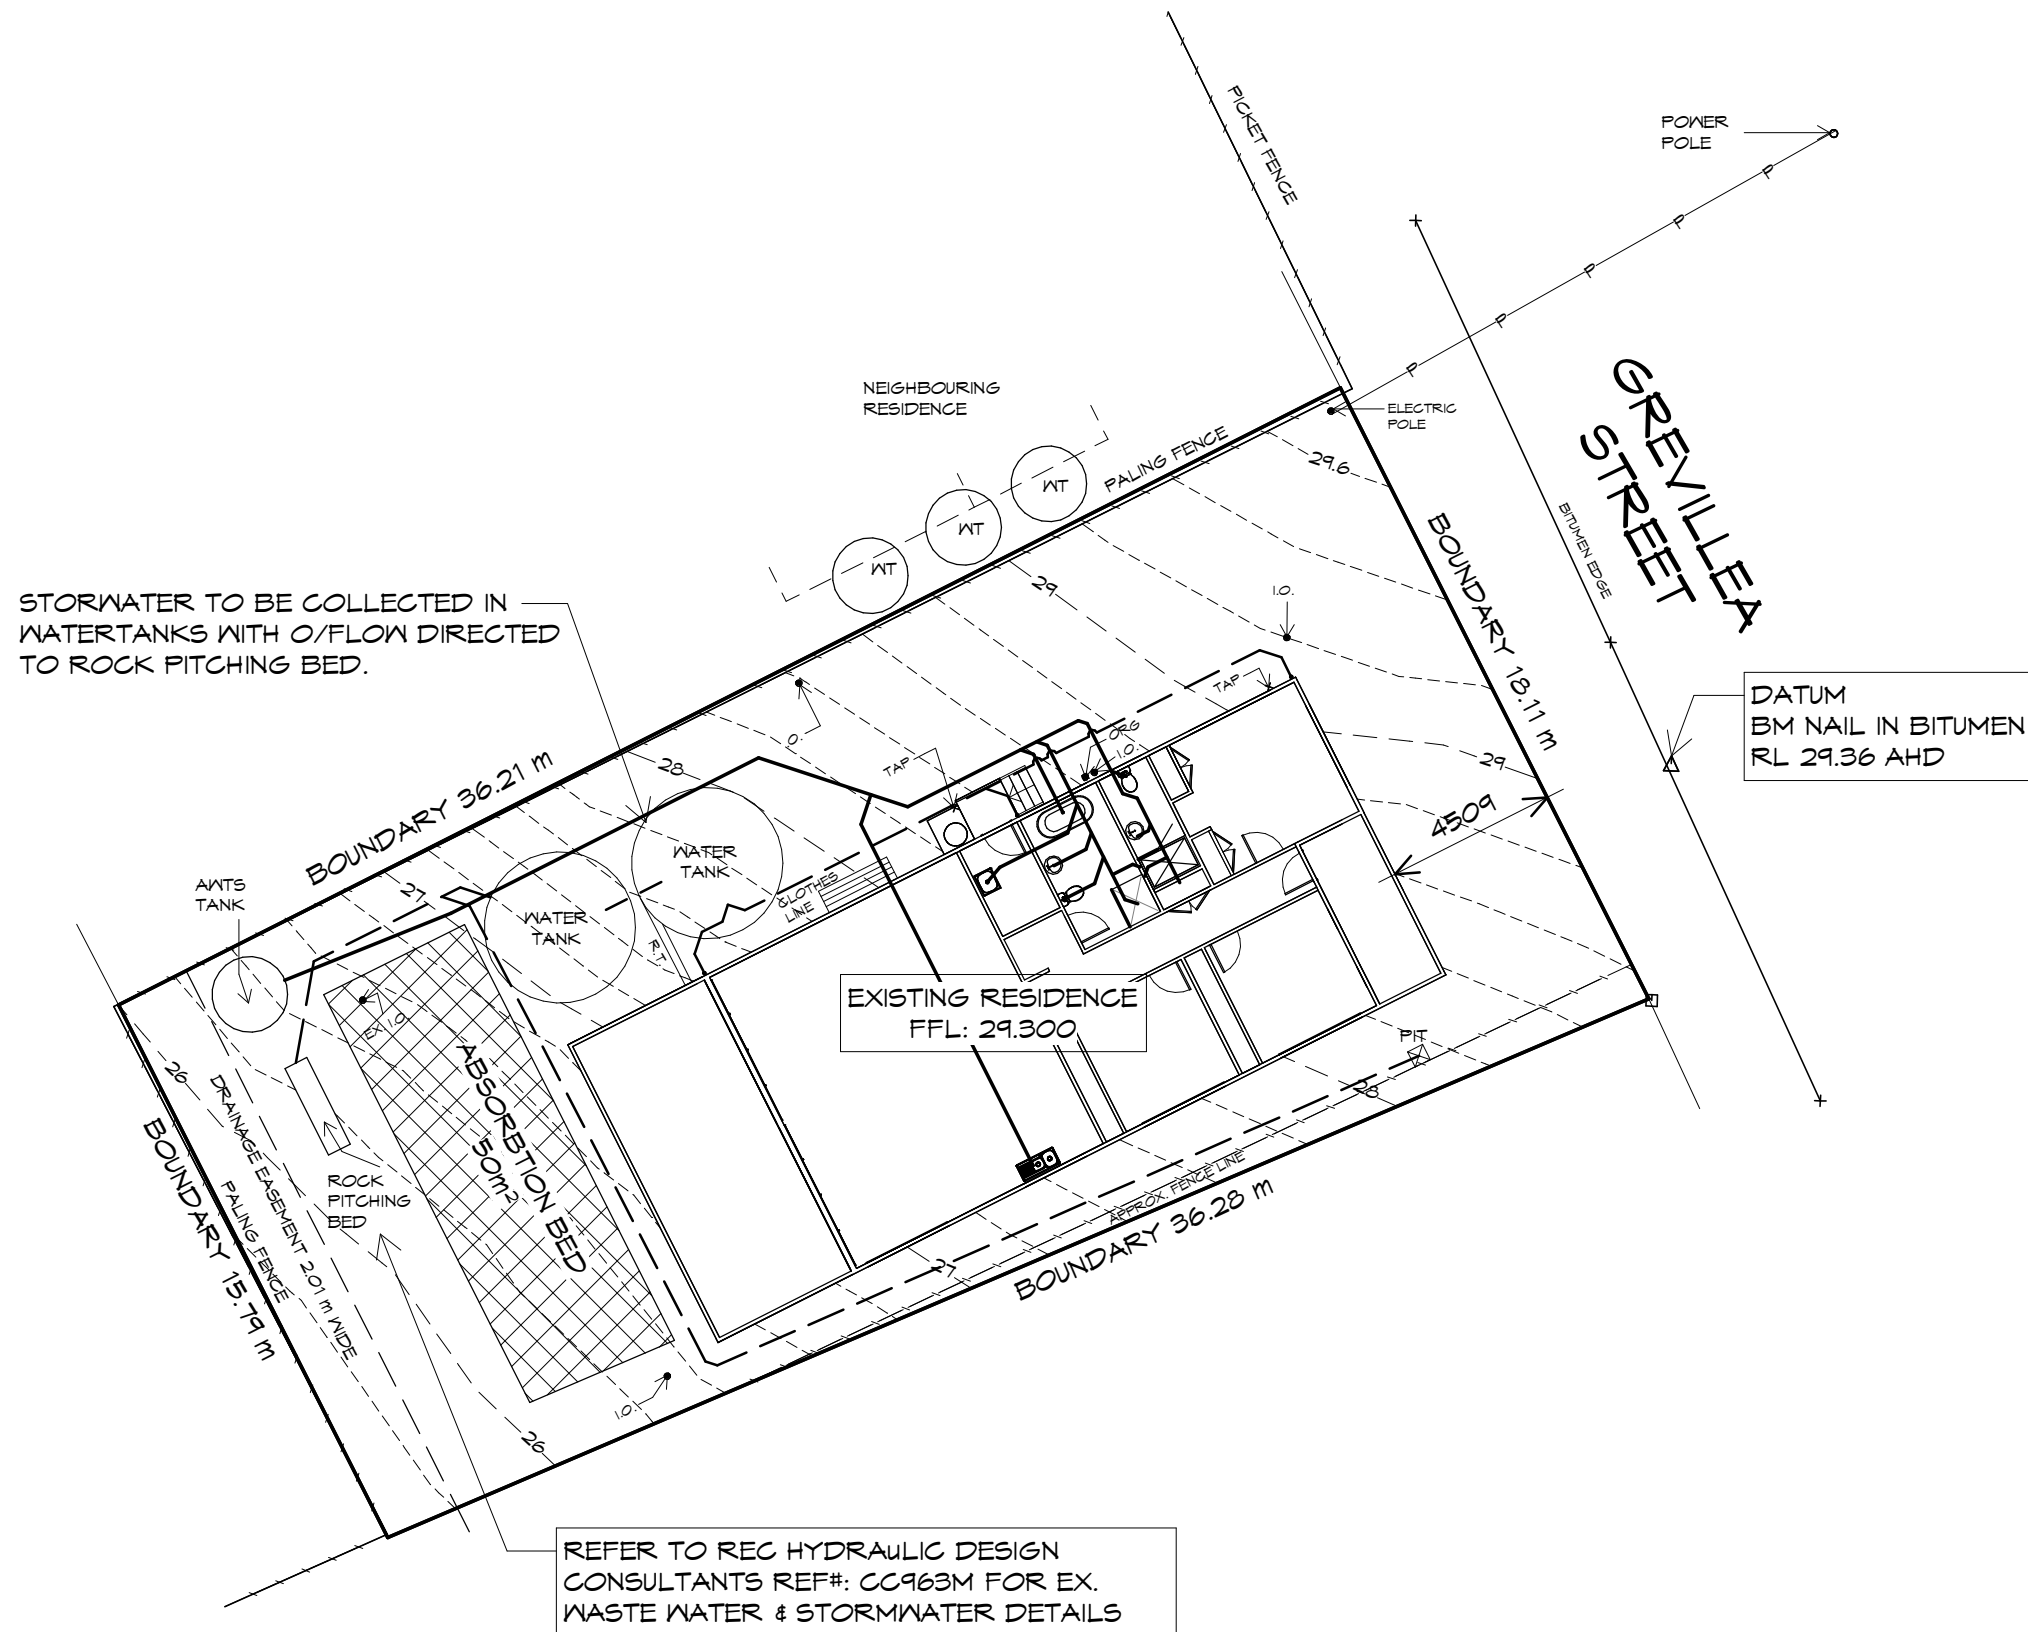 PICKET FENCE
POWER
POLE
P
P
P
P
P
ELECTRIC
POLE
NEIGHBOURING
RESIDENCE
PALING FENCE
29.6
WT
WT
WT
GREVILLEA
STREET
BITUMEN EDGE
BOUNDARY 18.11 m
29
I.O.
STORWATER TO BE COLLECTED IN
WATERTANKS WITH O/FLOW DIRECTED
TO ROCK PITCHING BED.
TAP
DATUM
BM NAIL IN BITUMEN
RL 29.36 AHD
O.
ORG
I.O.
TAP
28
BOUNDARY 36.21 m
29
4509
WATER
TANK
CLOTHES
LINE
27
AWTS
TANK
WATER
TANK
R.T.
EXISTING RESIDENCE
FFL: 29.300
EX I.O.
PIT
28
26
ABSORBTION BED
50m²
DRAINAGE EASEMENT 2.01 m WIDE
PALING FENCE
BOUNDARY 15.79 m
ROCK
PITCHING
BED
APPROX. FENCE LINE
BOUNDARY 36.28 m
27
I.O.
26
REFER TO REC HYDRAULIC DESIGN
CONSULTANTS REF#: CC963M FOR EX.
WASTE WATER & STORMWATER DETAILS